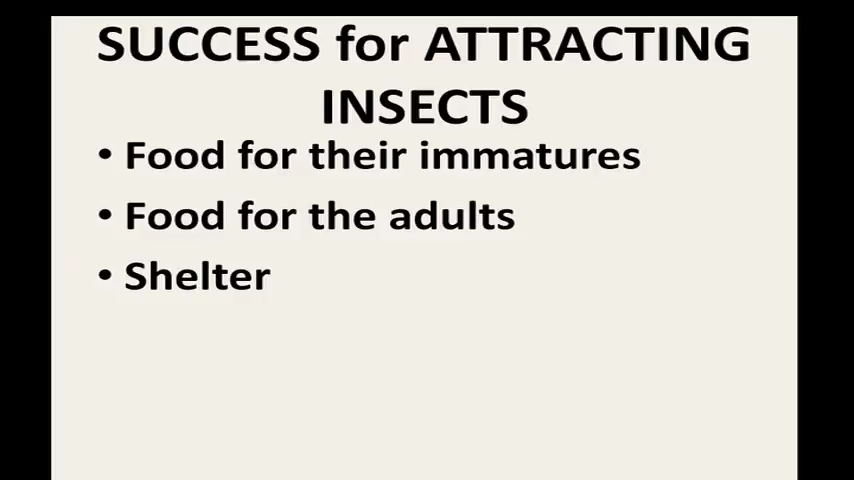 SUCCESS for ATTRACTING
INSECTS
• Food for their immatures
• Food for the adults
• Shelter